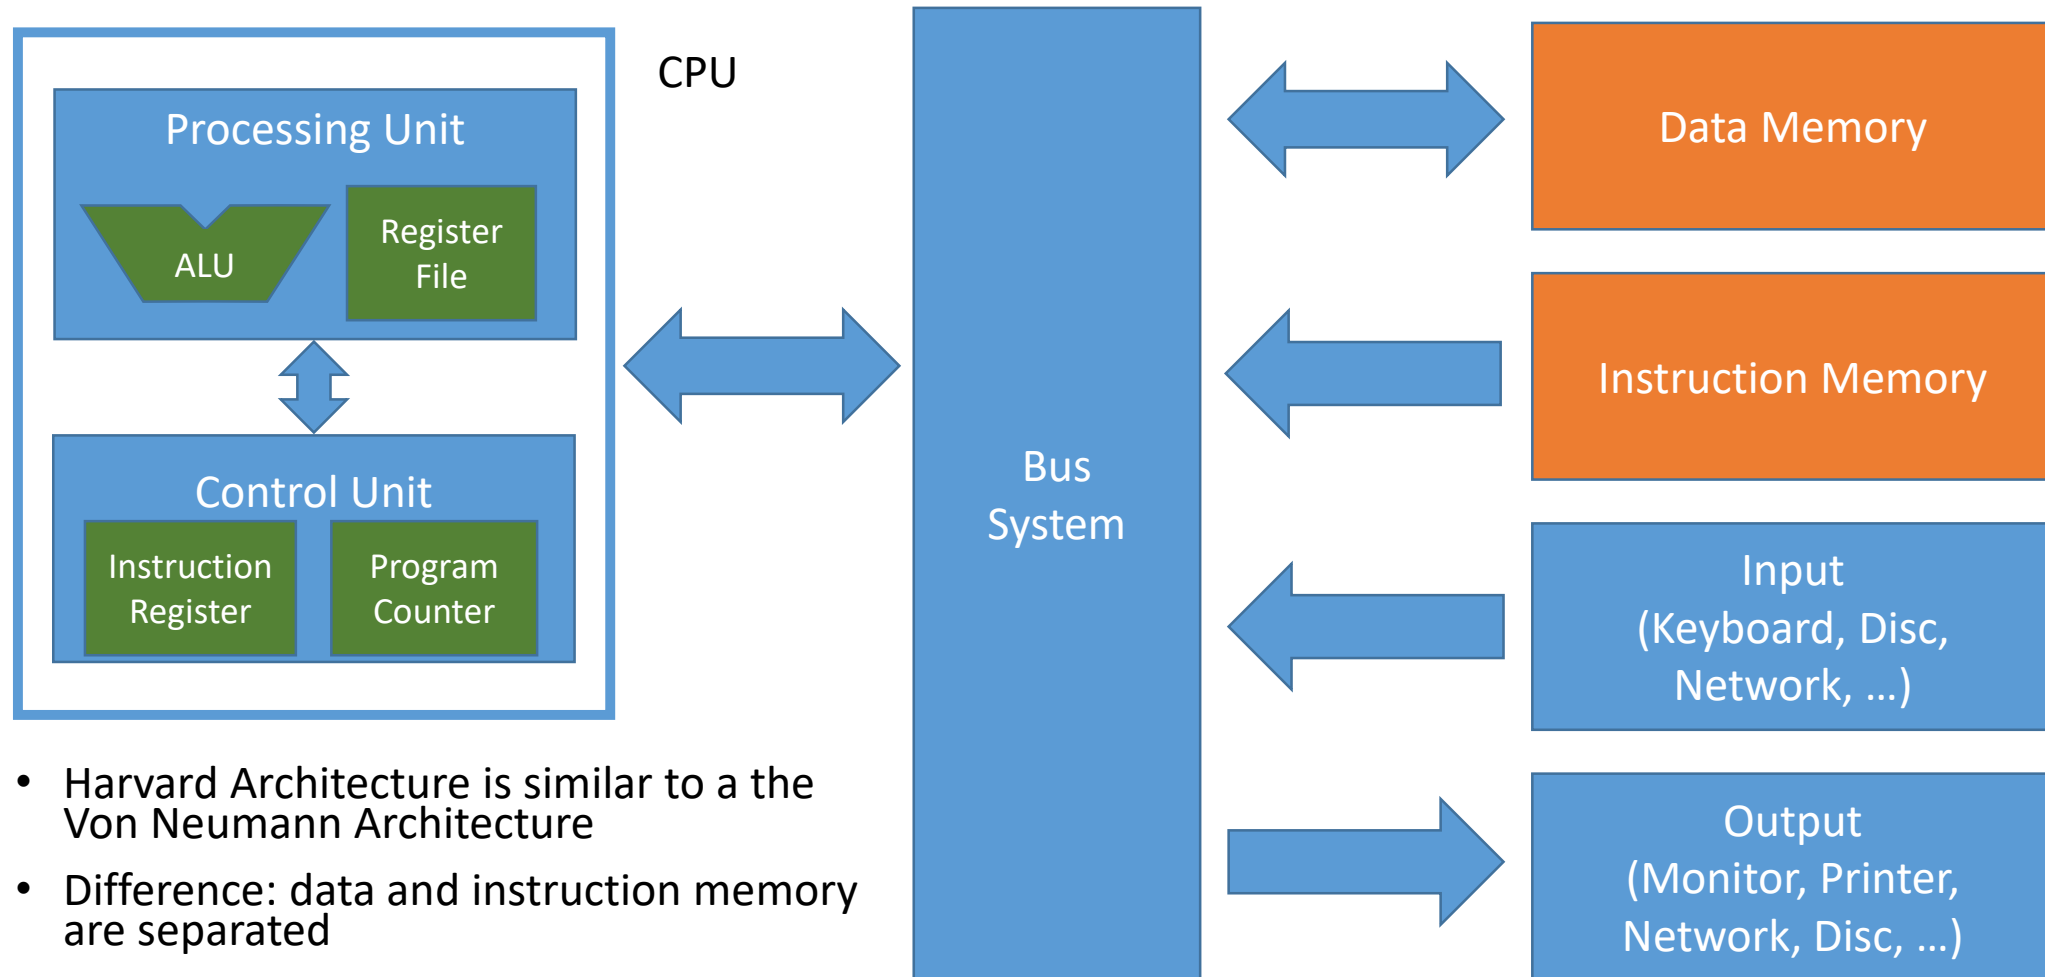 CPU
Processing Unit
ALU
Register
File
Control Unit
Instruction
Register
Program
Counter
• Harvard Architecture is similar to a the
Von Neumann Architecture
• Difference: data and instruction memory
are separated
Bus
System
Data Memory
Instruction Memory
Input
(Keyboard, Disc,
Network, …)
Output
(Monitor, Printer,
Network, Disc, …)